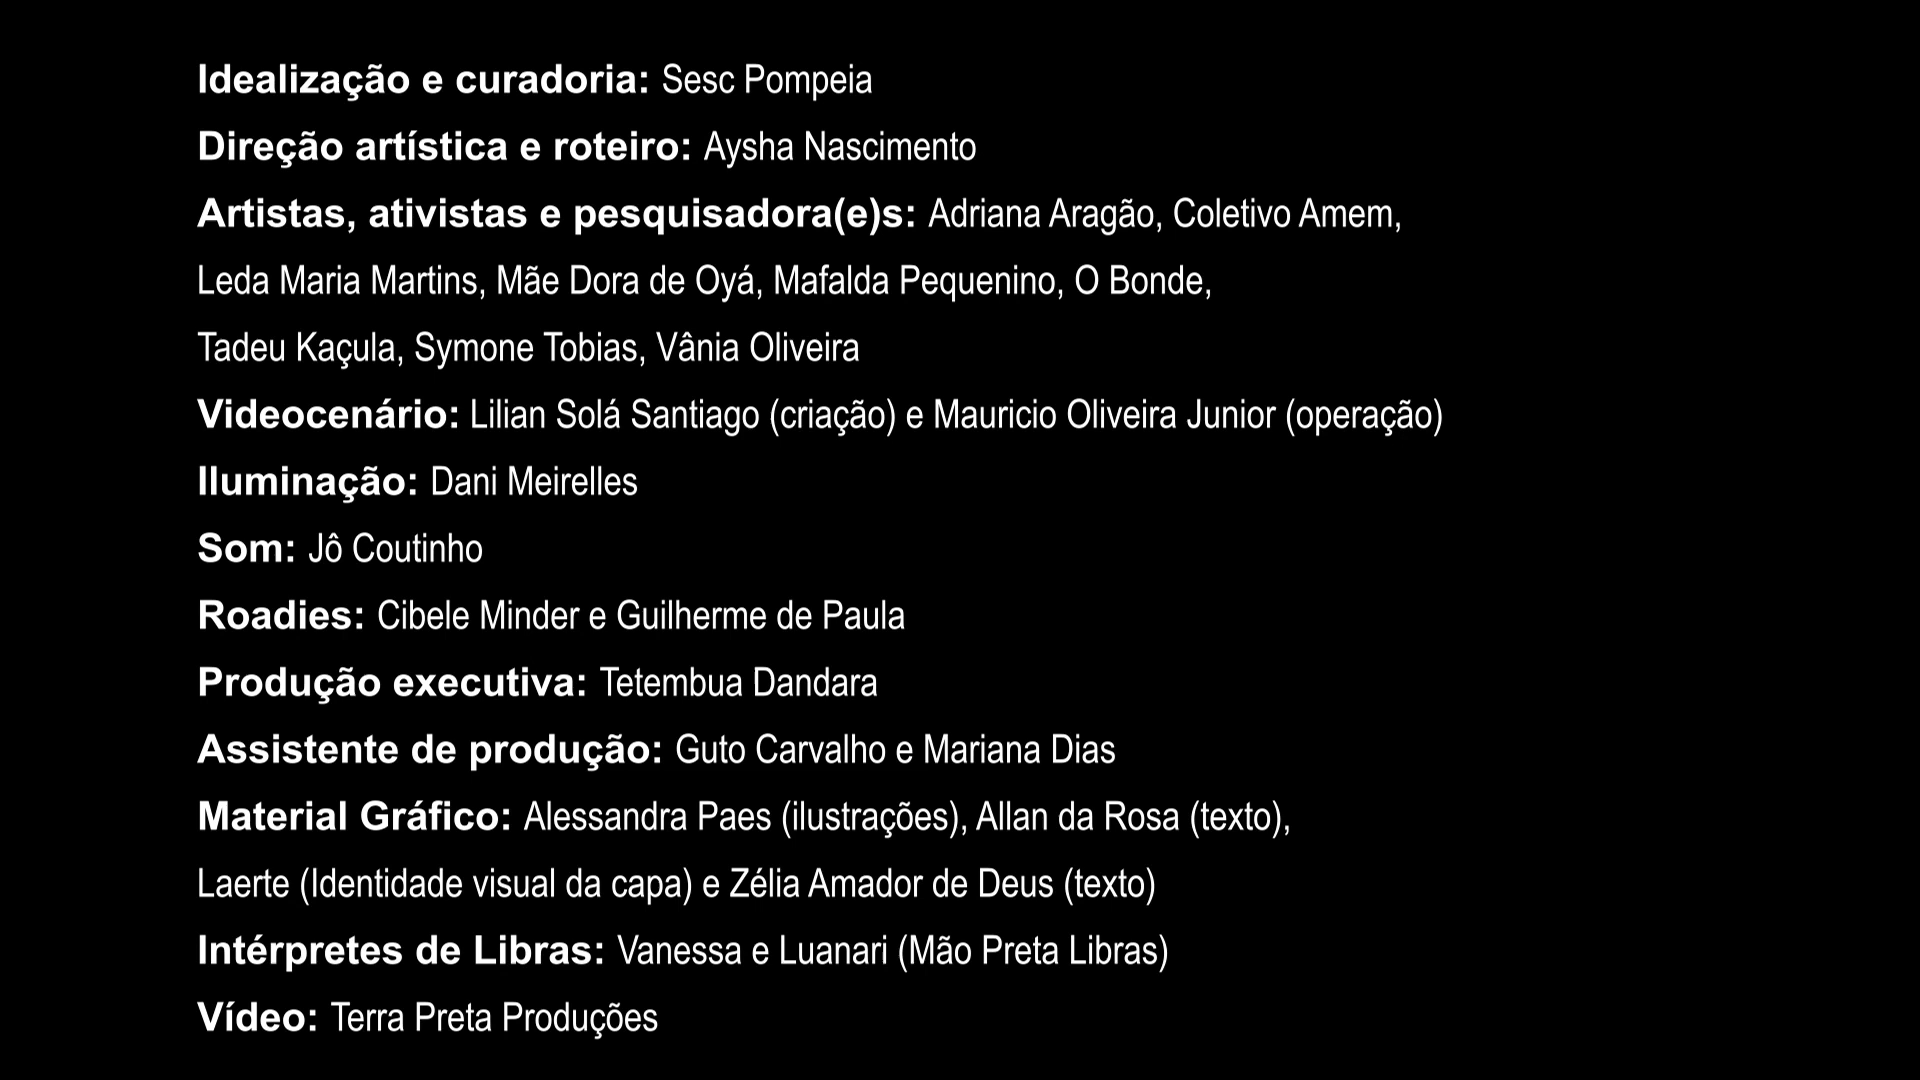 Idealização e curadoria: Sesc Pompeia
Direção artística e roteiro: Aysha Nascimento
Artistas, ativistas e pesquisadora(e)s: Adriana Aragão, Coletivo Amem,
Leda Maria Martins, Mãe Dora de Oyá, Mafalda Pequenino, O Bonde,
Tadeu Kaçula, Symone Tobias, Vânia Oliveira
Videocenário: Lilian Solá Santiago (criação) e Mauricio Oliveira Junior (operação)
Iluminação: Dani Meirelles
Som: Jô Coutinho
Roadies: Cibele Minder e Guilherme de Paula
Produção executiva: Tetembua Dandara
Assistente de produção: Guto Carvalho e Mariana Dias
Material Gráfico: Alessandra Paes (ilustrações), Allan da Rosa (texto),
Laerte (Identidade visual da capa) e Zélia Amador de Deus (texto)
Intérpretes de Libras: Vanessa e Luanari (Mão Preta Libras)
Vídeo: Terra Preta Produções